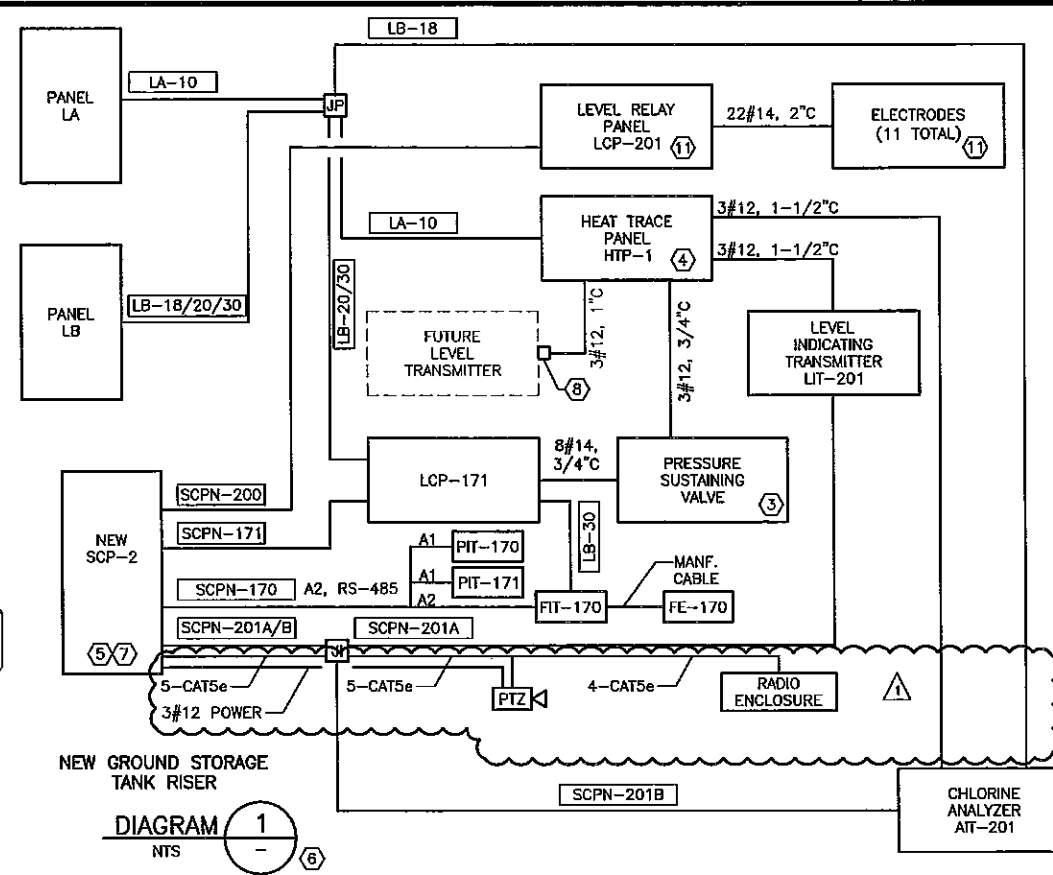 LB-18
PANEL
LA
LA-10
JP
LEVEL RELAY
PANEL
LCP-201
11
22#14, 2"C
ELECTRODES
(11 TOTAL)
11
LA-10
HEAT TRACE
PANEL
HTP-1
4
3#12, 1-1/2"C
3#12, 1-1/2"C
PANEL
LB
LB-18/20/30
LB-20/30
FUTURE
LEVEL
TRANSMITTER
8
3#12, 1"C
3#12, 3/4"C
LEVEL
INDICATING
TRANSMITTER
LIT-201
LCP-171
8#14,
3/4"C
PRESSURE
SUSTAINING
VALVE
3
NEW
SCP-2
5/7
SCPN-200
SCPN-171
A1
PIT-170
A1
PIT-171
LB-30
MANF.
CABLE
SCPN-170
A2, RS-485
A2
FIT-170
FE-170
SCPN-201A/B
SCPN-201A
5-CAT5e
5-CAT5e
4-CAT5e
3#12 POWER
PTZ
RADIO
ENCLOSURE
1
NEW GROUND STORAGE
TANK RISER
SCPN-201B
CHLORINE
ANALYZER
AIT-201
DIAGRAM
1
-
NTS
6